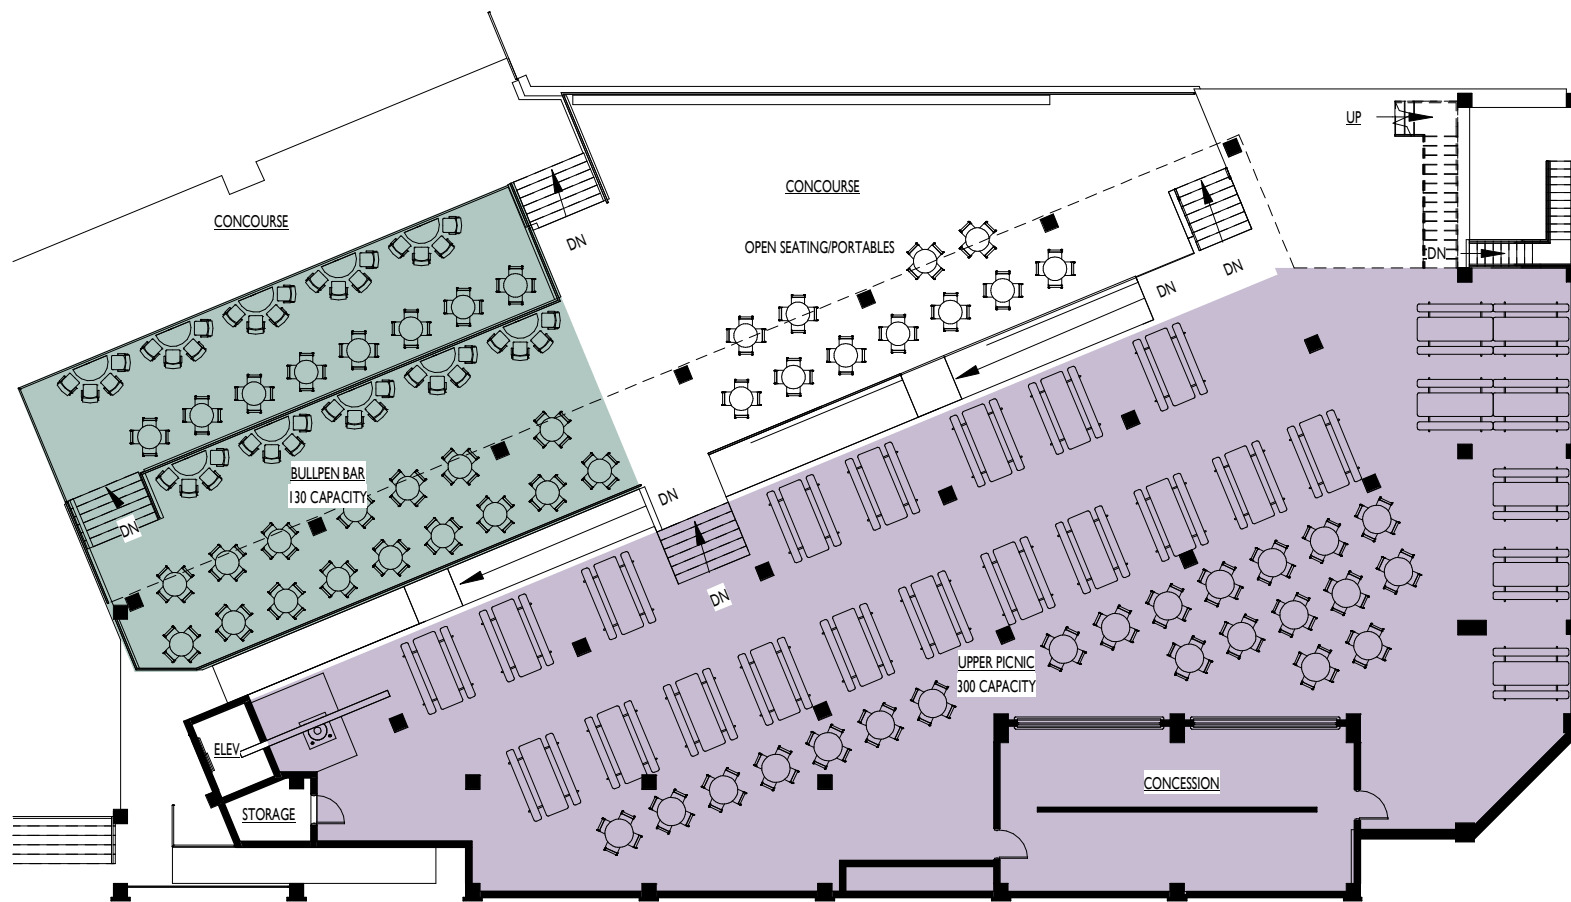 UP
CONCOURSE
CONCOURSE
DN
OPEN SEATING/PORTABLES
DN
DN
DN
BULLPEN BAR
130 CAPACITY
DN
DN
DN
UPPER PICNIC
300 CAPACITY
ELEV.
CONCESSION
STORAGE